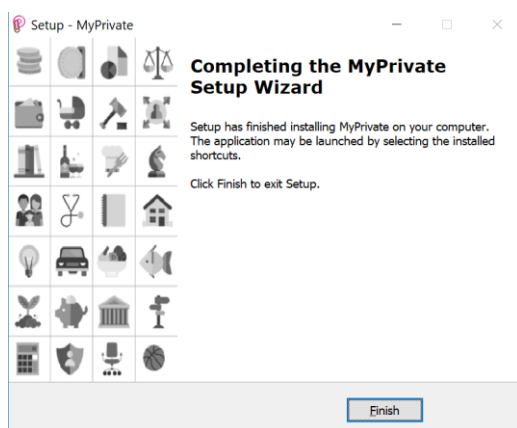 Setup - MyPrivate
Completing the MyPrivate
Setup Wizard
Setup has finished installing MyPrivate on your computer.
The application may be launched by selecting the installed
shortcuts.
Click Finish to exit Setup.
Finish